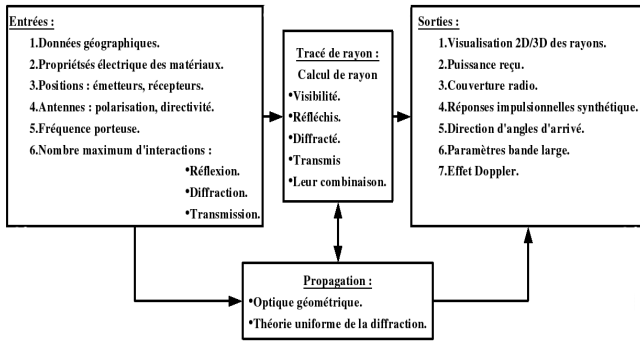 Entrées :
1.Données géographiques.
2.Propriétsés électrique des matériaux.
3.Positions : émetteurs, récepteurs.
4.Antennes : polarisation, directivité.
5.Fréquence porteuse.
6.Nombre maximum d'interactions :
•Réflexion.
•Diffraction.
•Transmission.
Tracé de rayon :
Calcul de rayon
•Visibilité.
•Réfléchis.
•Diffracté.
•Transmis
•Leur combinaison.
Sorties :
1.Visualisation 2D/3D des rayons.
2.Puissance reçu.
3.Couverture radio.
4.Réponses impulsionnelles synthétique.
5.Direction d'angles d'arrivé.
6.Paramètres bande large.
7.Effet Doppler.
Propagation :
•Optique géométrique.
•Théorie uniforme de la diffraction.